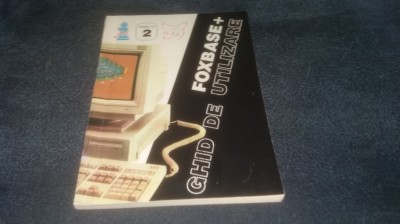 2
FOXBASE+
GHID DE UTILIZARE